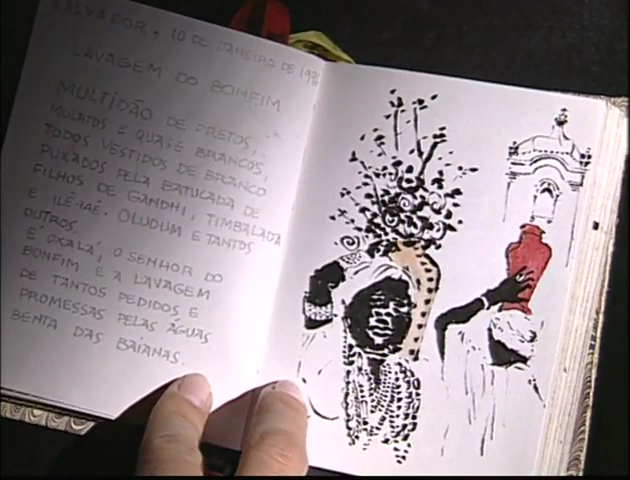 SALVADOR, 10 DE JANEIRO DE 199
LAVAGEM DO BONFIM
MULTIDÃO DE PRETOS,
MULATOS E QUASE BRANCOS,
TODOS VESTIDOS DE BRANCO
PUXADOS PELA BATUCADA DE
FILHOS DE GANDHI, TIMBALADA
E ILÊ-IAÊ. OLUDUM E TANTOS
OUTROS.
E' OXALÁ, O SENHOR DO
BONFIM E A LAVAGEM
DE TANTOS PEDIDOS E
PROMESSAS PELAS ÁGUAS
BENTA DAS BAIANAS.